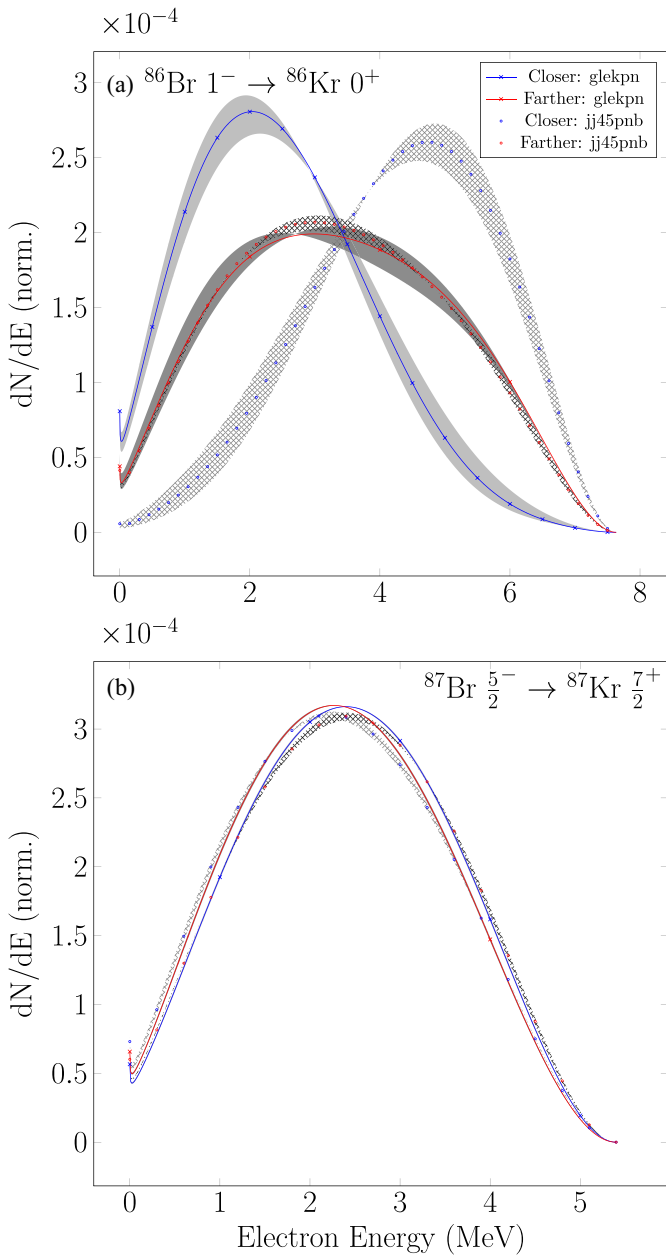 ×10⁻⁴
(a) ⁸⁶Br 1⁻ → ⁸⁶Kr 0⁺
Closer: glekpn
Farther: glekpn
Closer: jj45pnb
Farther: jj45pnb
3
2.5
2
1.5
1
0.5
0
dN/dE (norm.)
0 2 4 6 8
×10⁻⁴
(b) ⁸⁷Br 5/2⁻ → ⁸⁷Kr 7/2⁺
3
2.5
2
1.5
1
0.5
0
dN/dE (norm.)
0 1 2 3 4 5
Electron Energy (MeV)